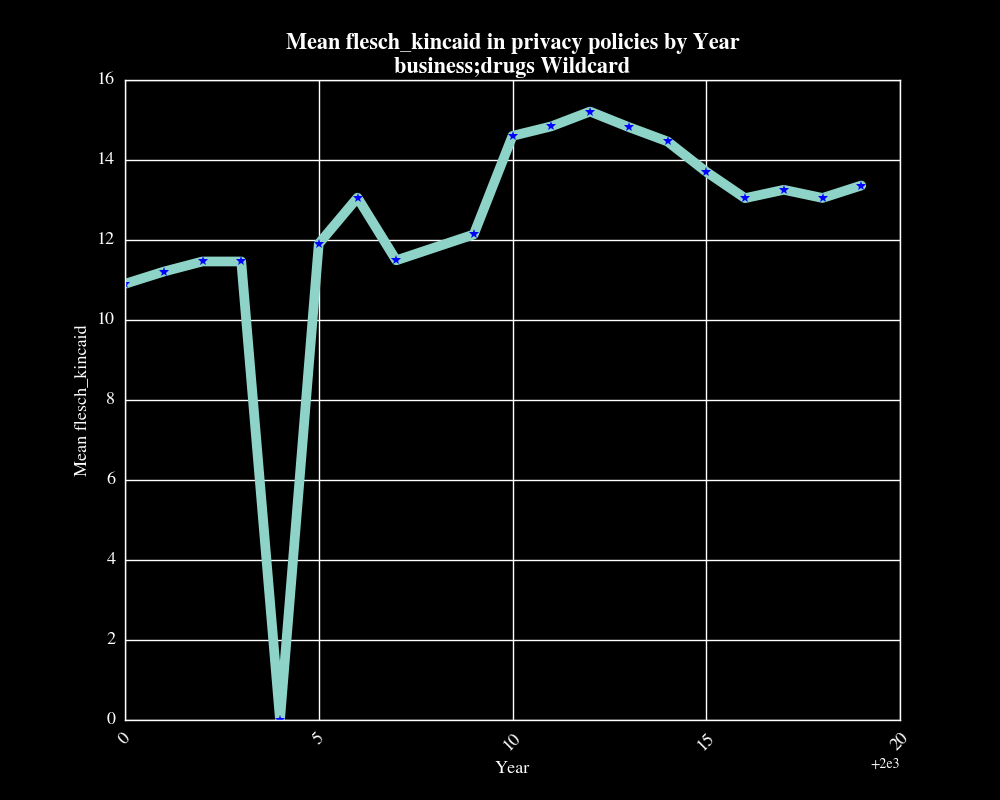 Mean flesch_kincaid in privacy policies by Year
business;drugs Wildcard
16
14
12
10
8
6
4
2
0
Mean flesch_kincaid
0 5 10 15 20
+2e3
Year